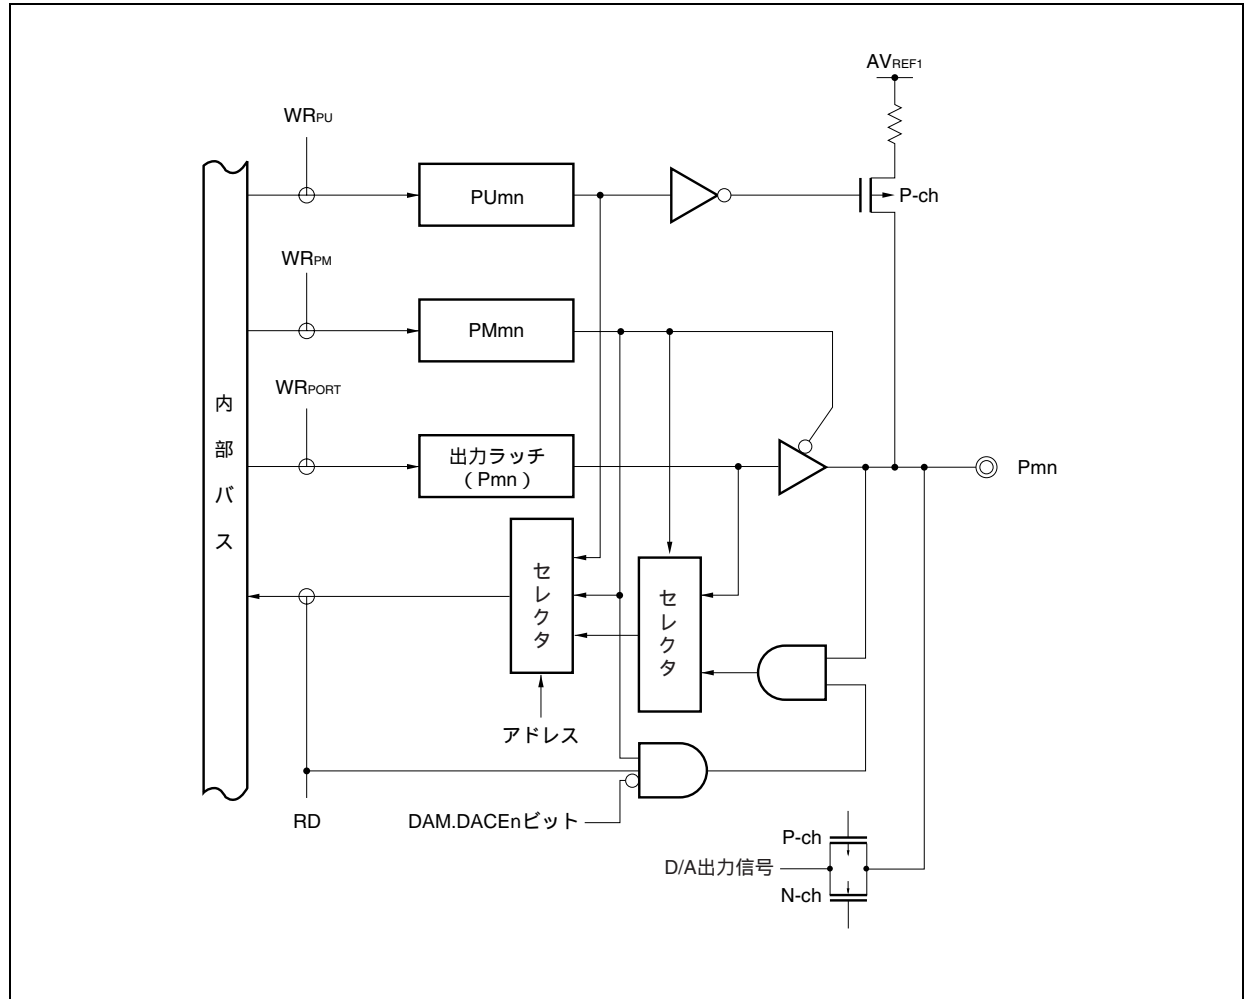 AVREF1
WRPU
PUmn
P-ch
WRPM
PMmn
WRPORT
内部バス
出力ラッチ
(Pmn)
Pmn
セレクタ
セレクタ
アドレス
RD
DAM.DACEnビット
P-ch
D/A出力信号
N-ch